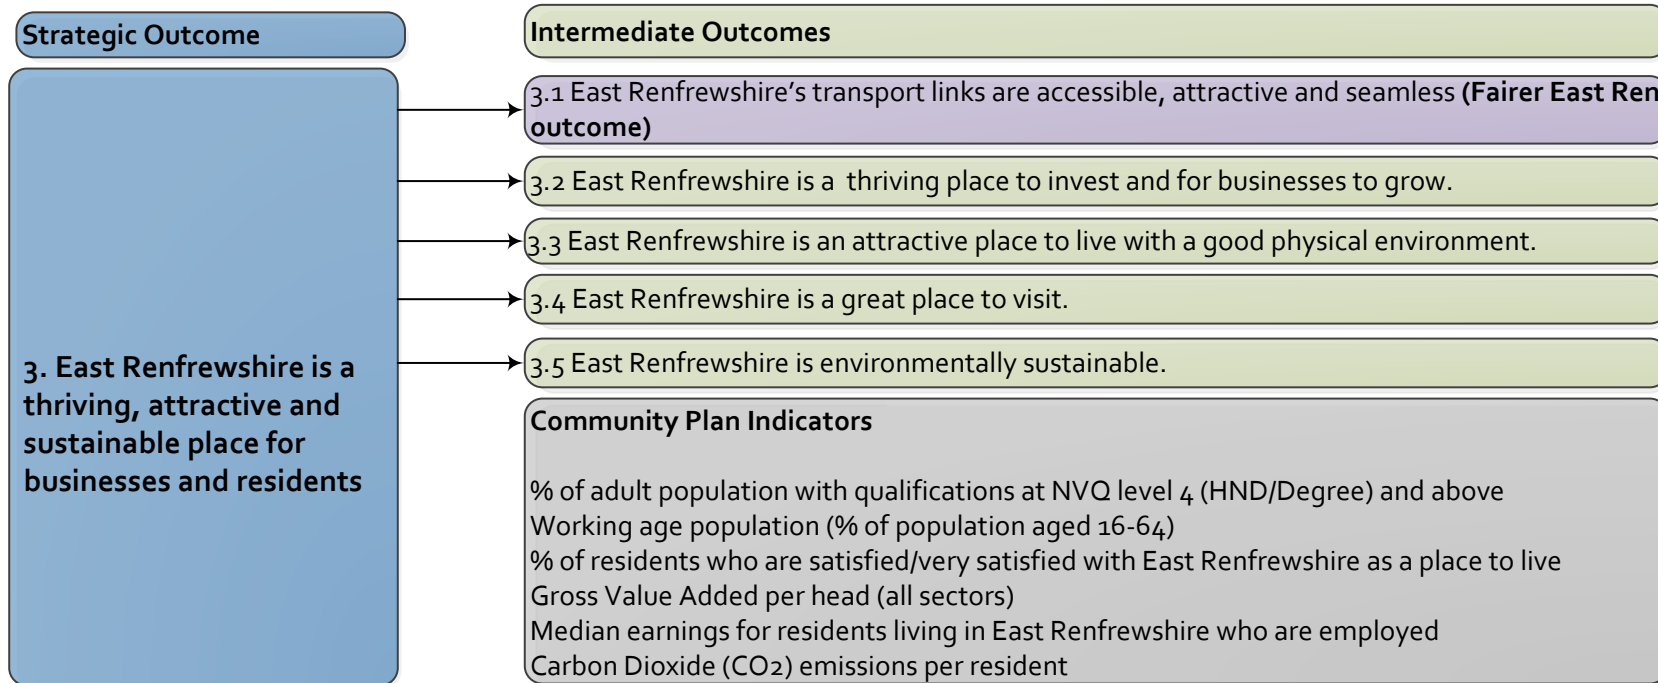 Strategic Outcome
3. East Renfrewshire is a
thriving, attractive and
sustainable place for
businesses and residents
Intermediate Outcomes
3.1 East Renfrewshire’s transport links are accessible, attractive and seamless (Fairer East Ren
outcome)
3.2 East Renfrewshire is a  thriving place to invest and for businesses to grow.
3.3 East Renfrewshire is an attractive place to live with a good physical environment.
3.4 East Renfrewshire is a great place to visit.
3.5 East Renfrewshire is environmentally sustainable.
Community Plan Indicators
% of adult population with qualifications at NVQ level 4 (HND/Degree) and above
Working age population (% of population aged 16-64)
% of residents who are satisfied/very satisfied with East Renfrewshire as a place to live
Gross Value Added per head (all sectors)
Median earnings for residents living in East Renfrewshire who are employed
Carbon Dioxide (CO2) emissions per resident